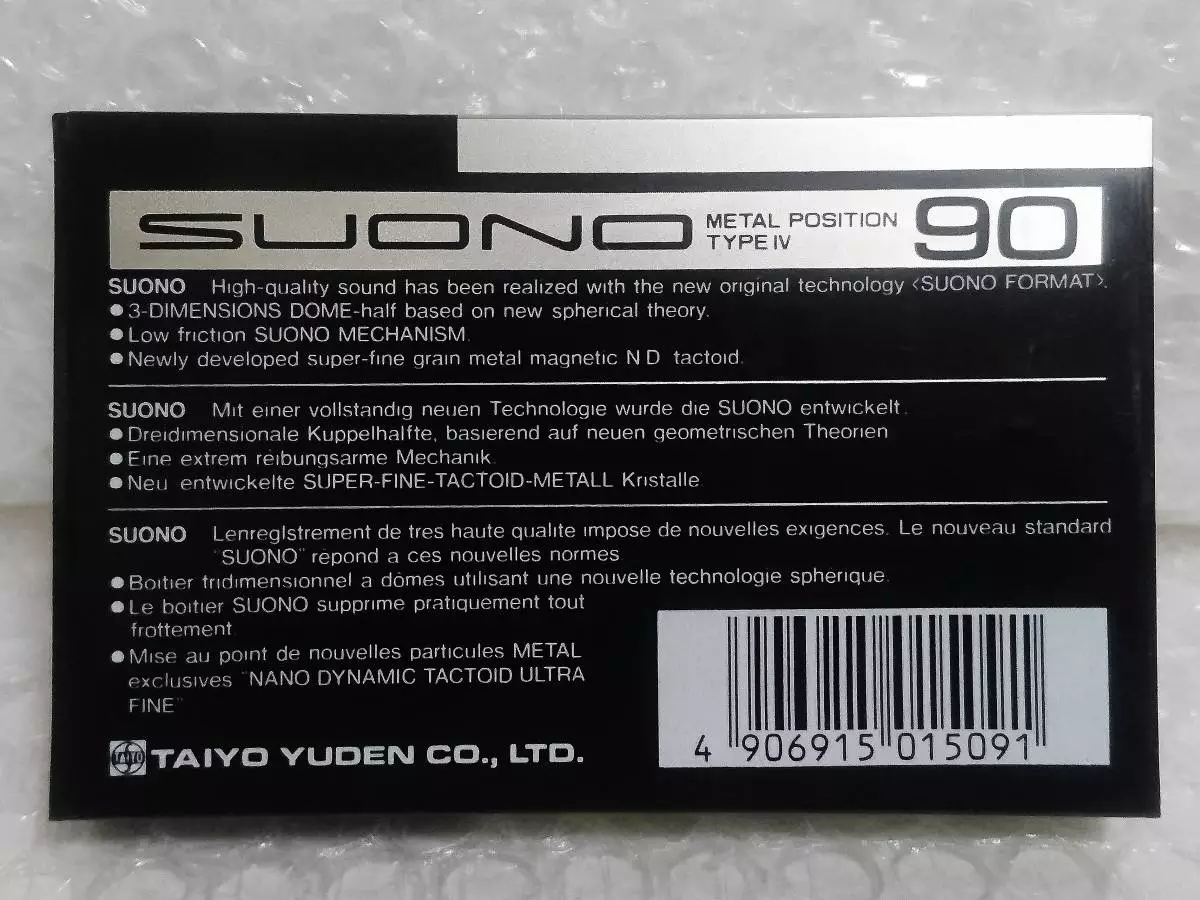 SUONO METAL POSITION TYPE IV 90
SUONO High-quality sound has been realized with the new original technology <SUONO FORMAT>.
● 3-DIMENSIONS DOME-half based on new spherical theory.
● Low friction SUONO MECHANISM.
● Newly developed super-fine grain metal magnetic N D tactoid.
SUONO Mit einer vollstandig neuen Technologie wurde die SUONO entwickelt.
● Dreidimensionale Kuppelhalfte, basierend auf neuen geometrischen Theorien
● Eine extrem reibungsarme Mechanik.
● Neu entwickelte SUPER-FINE-TACTOID-METALL Kristalle.
SUONO Lenreglstrement de tres haute qualite impose de nouvelles exigences. Le nouveau standard
"SUONO" répond a ces nouvelles normes
● Boitier tridimensionnel a dômes utilisant une nouvelle technologie spherique.
● Le boitier SUONO supprime pratiquement tout
frottement
● Mise au point de nouvelles particules METAL
exclusives "NANO DYNAMIC TACTOID ULTRA
FINE"
TAIYO YUDEN CO., LTD.
4 906915 015091